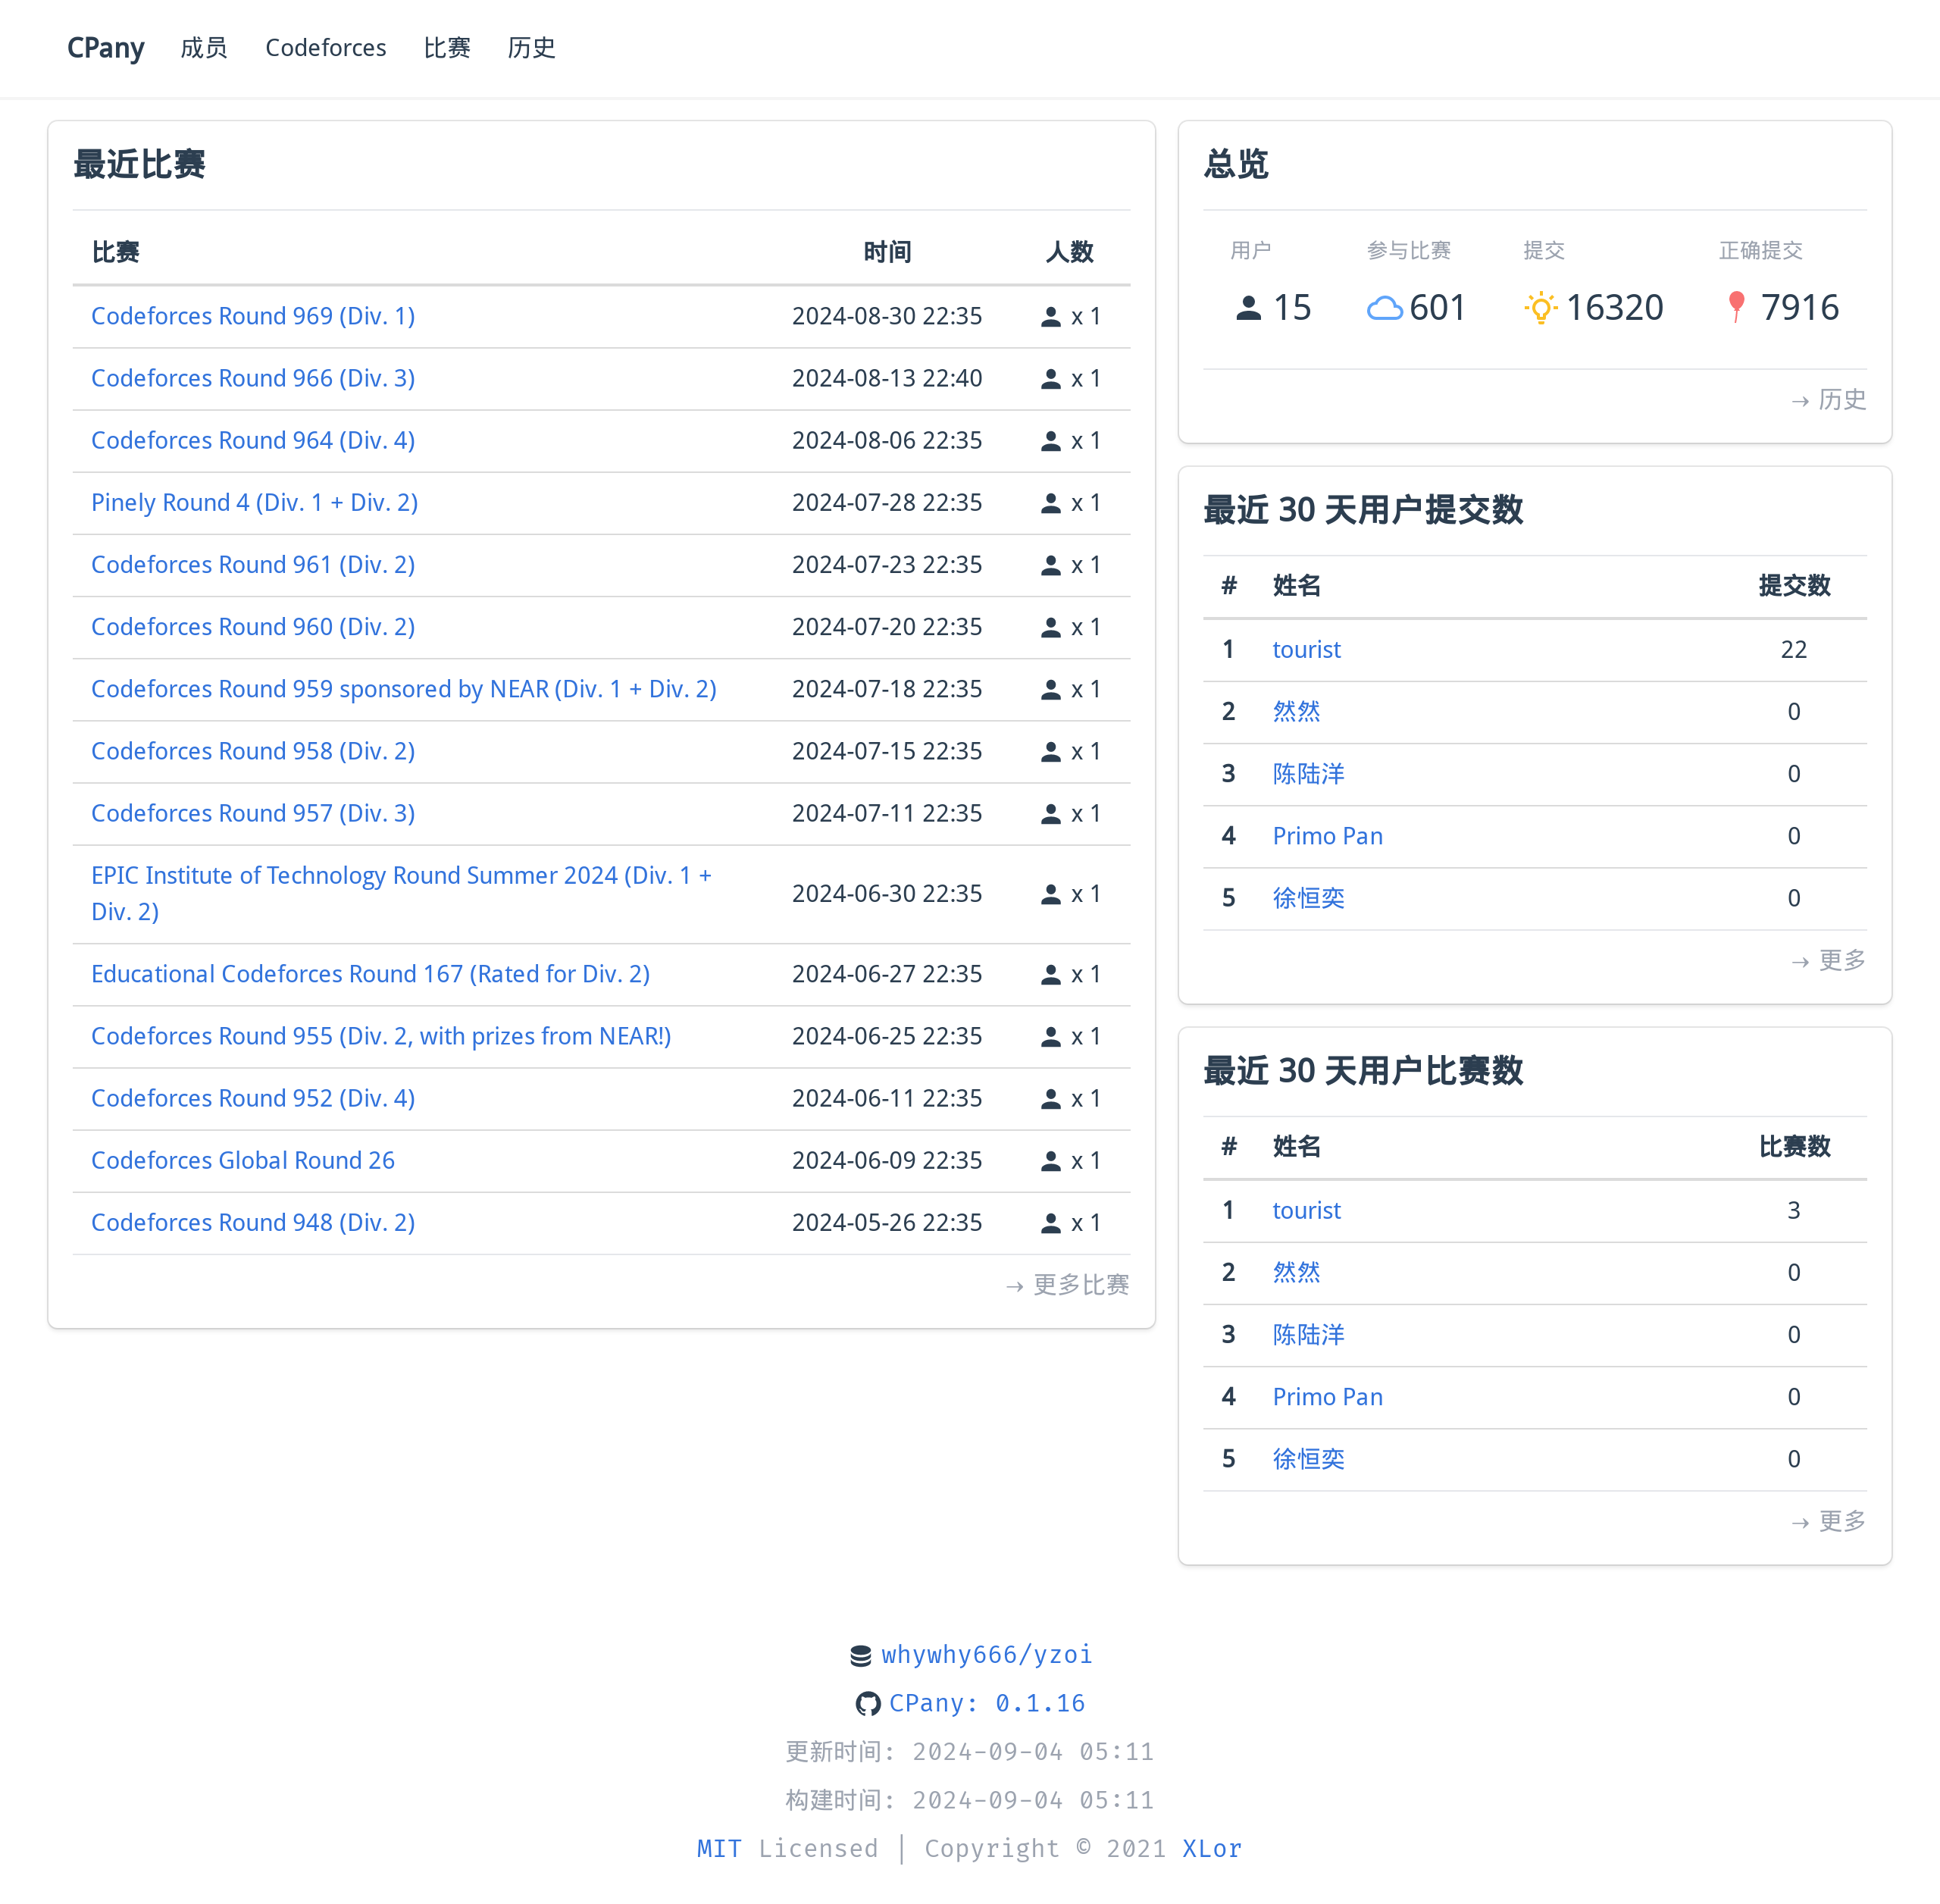 CPany 成员 Codeforces 比赛 历史
最近比赛
比赛 时间 人数
Codeforces Round 969 (Div. 1) 2024-08-30 22:35 x 1
Codeforces Round 966 (Div. 3) 2024-08-13 22:40 x 1
Codeforces Round 964 (Div. 4) 2024-08-06 22:35 x 1
Pinely Round 4 (Div. 1 + Div. 2) 2024-07-28 22:35 x 1
Codeforces Round 961 (Div. 2) 2024-07-23 22:35 x 1
Codeforces Round 960 (Div. 2) 2024-07-20 22:35 x 1
Codeforces Round 959 sponsored by NEAR (Div. 1 + Div. 2) 2024-07-18 22:35 x 1
Codeforces Round 958 (Div. 2) 2024-07-15 22:35 x 1
Codeforces Round 957 (Div. 3) 2024-07-11 22:35 x 1
EPIC Institute of Technology Round Summer 2024 (Div. 1 +
Div. 2) 2024-06-30 22:35 x 1
Educational Codeforces Round 167 (Rated for Div. 2) 2024-06-27 22:35 x 1
Codeforces Round 955 (Div. 2, with prizes from NEAR!) 2024-06-25 22:35 x 1
Codeforces Round 952 (Div. 4) 2024-06-11 22:35 x 1
Codeforces Global Round 26 2024-06-09 22:35 x 1
Codeforces Round 948 (Div. 2) 2024-05-26 22:35 x 1
→ 更多比赛
总览
用户 参与比赛 提交 正确提交
15 601 16320 7916
→ 历史
最近 30 天用户提交数
# 姓名 提交数
1 tourist 22
2 然然 0
3 陈陆洋 0
4 Primo Pan 0
5 徐恒奕 0
→ 更多
最近 30 天用户比赛数
# 姓名 比赛数
1 tourist 3
2 然然 0
3 陈陆洋 0
4 Primo Pan 0
5 徐恒奕 0
→ 更多
whywhy666/yzoi
CPany: 0.1.16
更新时间: 2024-09-04 05:11
构建时间: 2024-09-04 05:11
MIT Licensed | Copyright © 2021 XLor